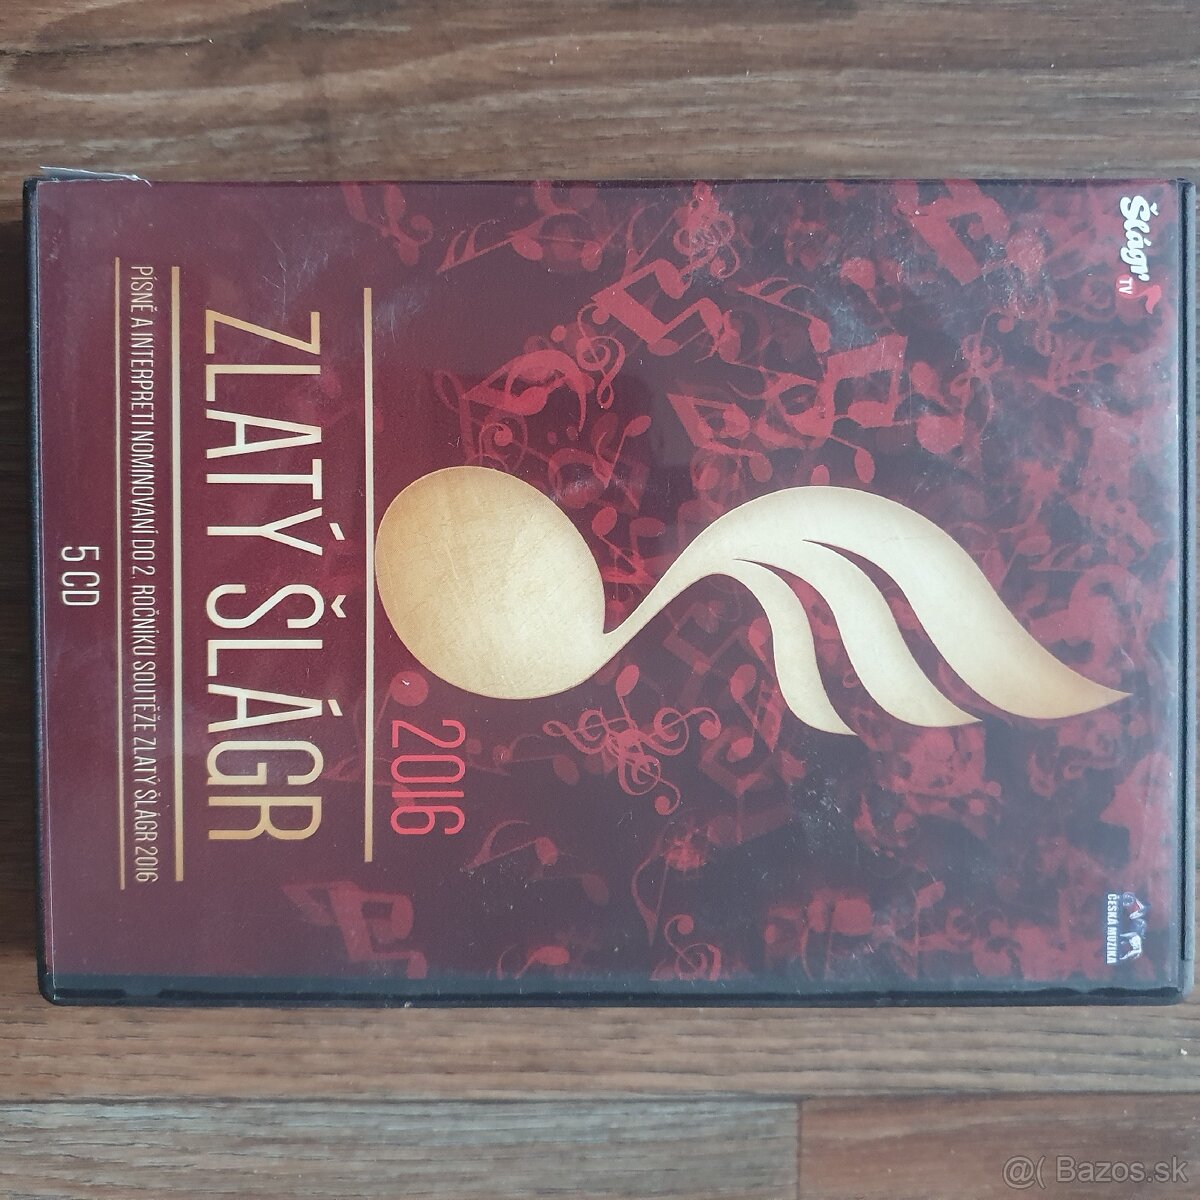 Šlágr TV
ČESKÁ MUZIKA
2016
ZLATÝ ŠLÁGR
PÍSNĚ A INTERPRETI NOMINOVANÍ DO 2. ROČNÍKU SOUTĚŽE ZLATÝ ŠLÁGR 2016
5 CD
@( Bazos.sk